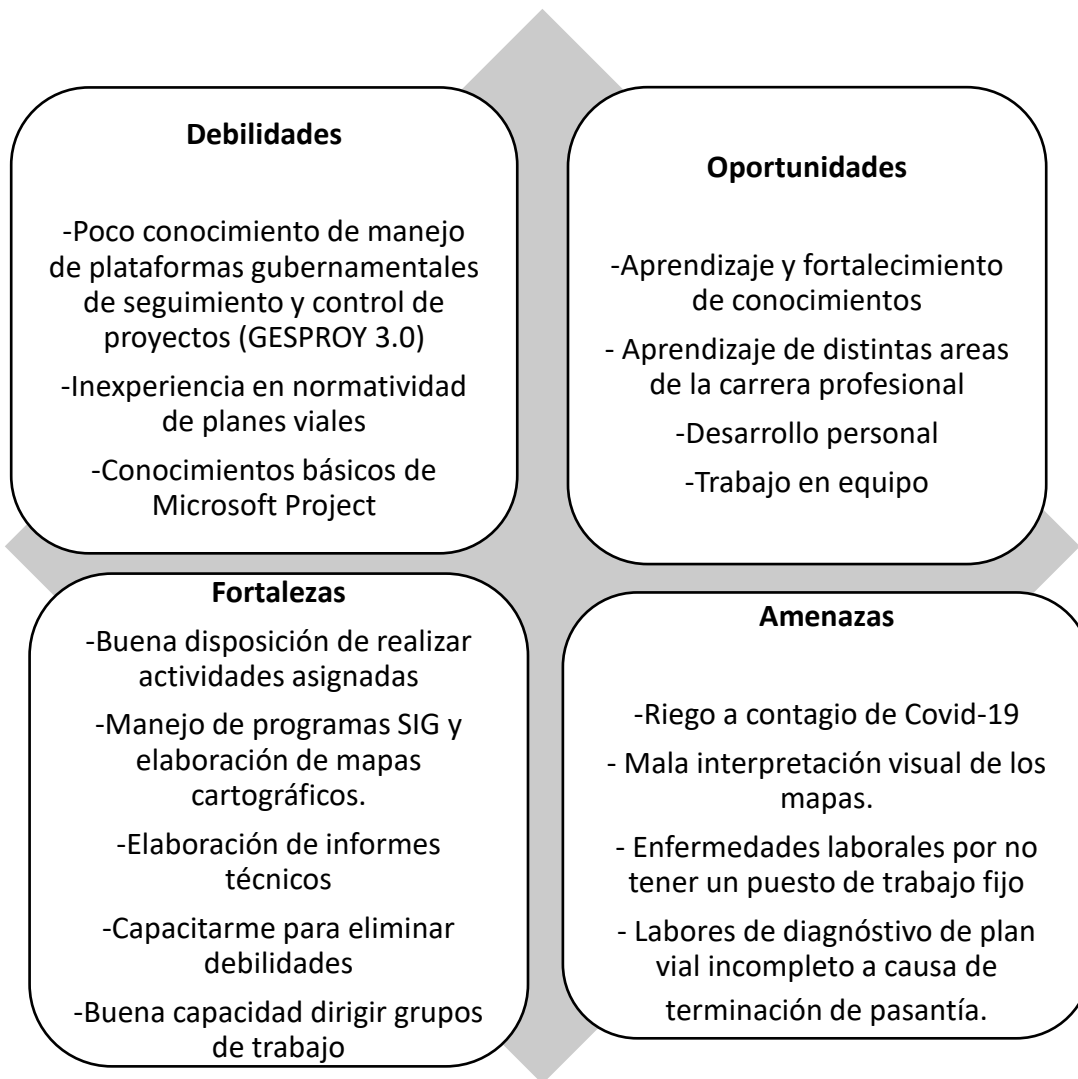 Debilidades
-Poco conocimiento de manejo
de plataformas gubernamentales
de seguimiento y control de
proyectos (GESPROY 3.0)
-Inexperiencia en normatividad
de planes viales
-Conocimientos básicos de
Microsoft Project
Oportunidades
-Aprendizaje y fortalecimiento
de conocimientos
- Aprendizaje de distintas areas
de la carrera profesional
-Desarrollo personal
-Trabajo en equipo
Fortalezas
-Buena disposición de realizar
actividades asignadas
-Manejo de programas SIG y
elaboración de mapas
cartográficos.
-Elaboración de informes
técnicos
-Capacitarme para eliminar
debilidades
-Buena capacidad dirigir grupos
de trabajo
Amenazas
-Riego a contagio de Covid-19
- Mala interpretación visual de los
mapas.
- Enfermedades laborales por no
tener un puesto de trabajo fijo
- Labores de diagnóstivo de plan
vial incompleto a causa de
terminación de pasantía.